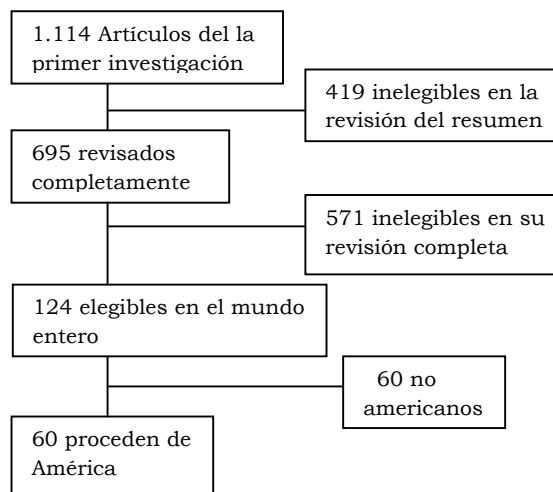 1.114 Artículos del la
primer investigación
419 inelegibles en la
revisión del resumen
695 revisados
completamente
571 inelegibles en su
revisión completa
124 elegibles en el mundo
entero
60 no
americanos
60 proceden de
América